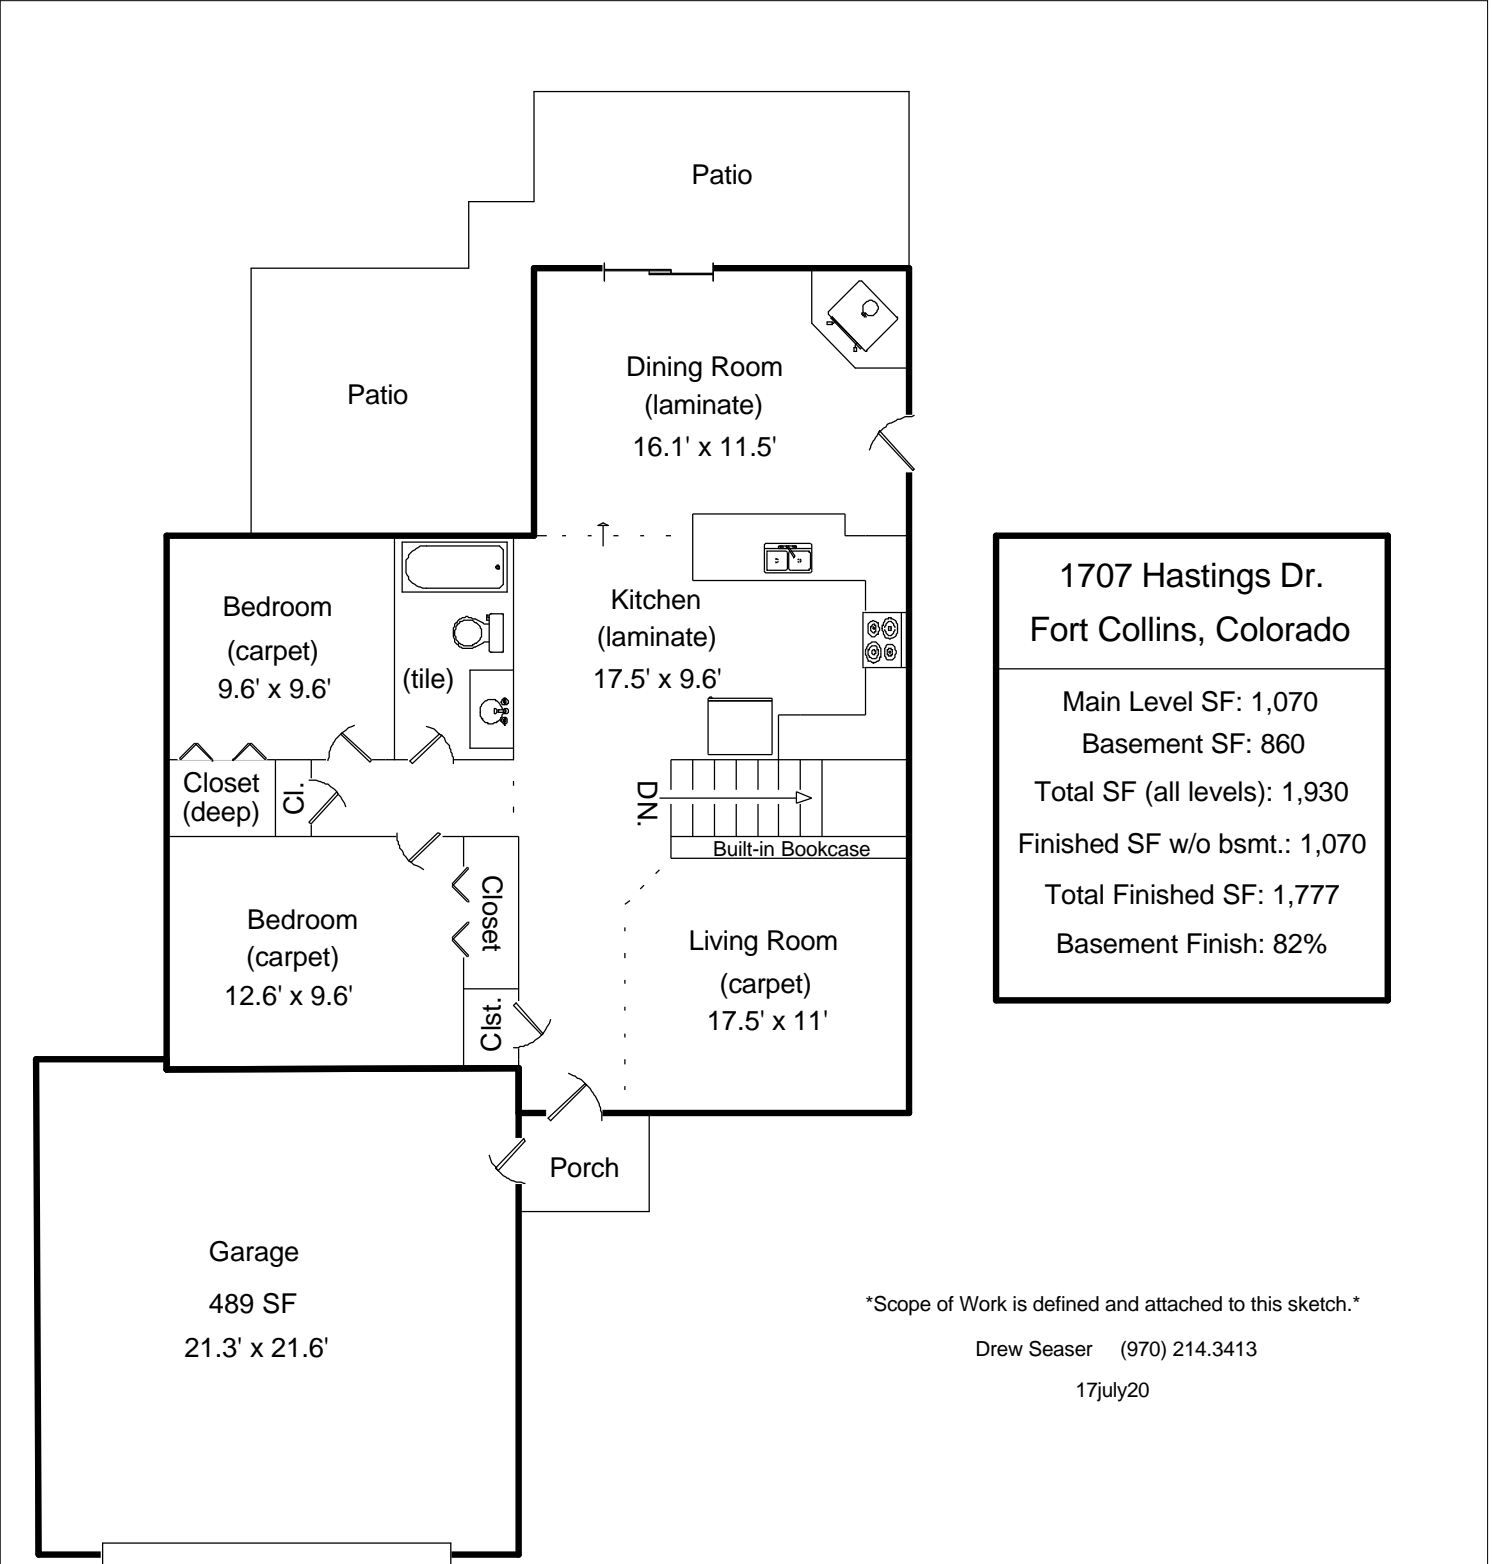 Patio
Patio
Dining Room
(laminate)
16.1' x 11.5'
Bedroom
(carpet)
9.6' x 9.6'
(tile)
Kitchen
(laminate)
17.5' x 9.6'
Closet
(deep)
Cl.
DN.
Built-in Bookcase
Bedroom
(carpet)
12.6' x 9.6'
Closet
Clst.
Living Room
(carpet)
17.5' x 11'
Porch
Garage
489 SF
21.3' x 21.6'
1707 Hastings Dr.
Fort Collins, Colorado
Main Level SF: 1,070
Basement SF: 860
Total SF (all levels): 1,930
Finished SF w/o bsmt.: 1,070
Total Finished SF: 1,777
Basement Finish: 82%
*Scope of Work is defined and attached to this sketch.*
Drew Seaser (970) 214.3413
17july20